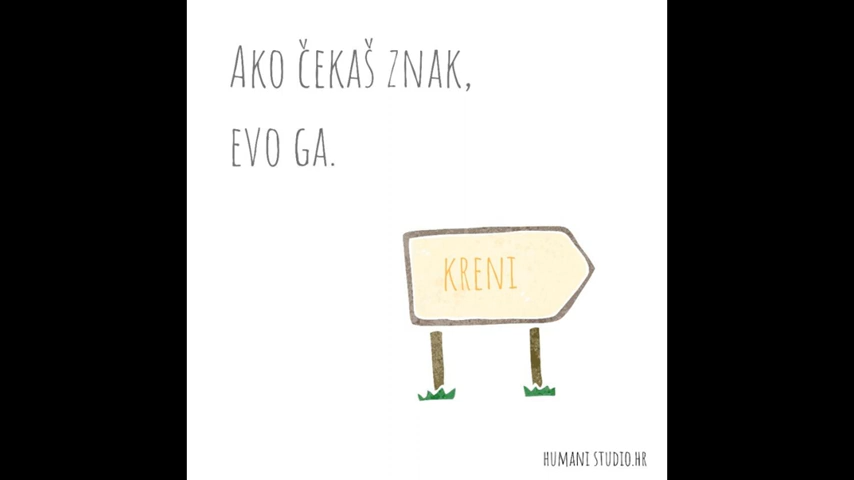 AKO ČEKAŠ ZNAK,
EVO GA.
KRENI
HUMANI STUDIO.HR